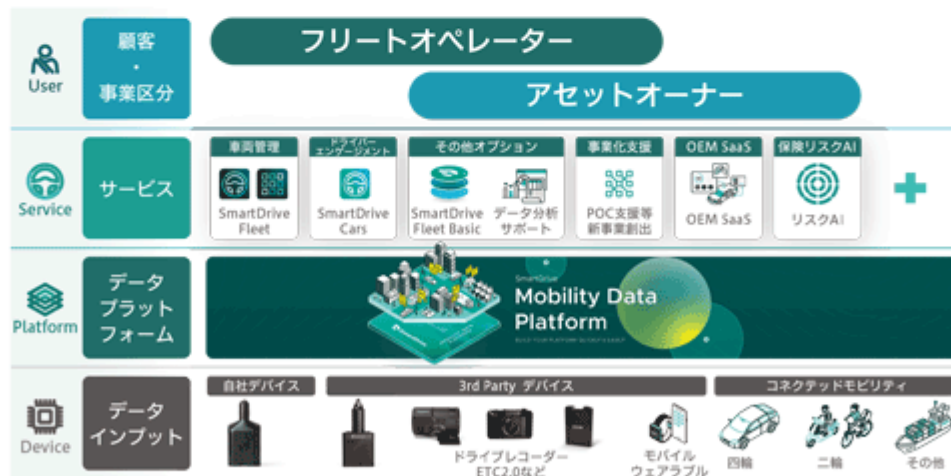 User
顧客
・
事業区分
フリートオペレーター
アセットオーナー
Service
サービス
車両管理
SmartDrive
Fleet
ドライバー
エンゲージメント
SmartDrive
Cars
その他オプション
SmartDrive
Fleet Basic
データ分析
サポート
事業化支援
POC支援等
新事業創出
OEM SaaS
OEM SaaS
保険リスクAI
リスクAI
Platform
データ
プラット
フォーム
SmartDrive
Mobility Data
Platform
Device
データ
インプット
自社デバイス
3rd Party デバイス
ドライブレコーダー
ETC2.0など
モバイル
ウェアラブル
コネクテッドモビリティ
四輪
二輪
その他